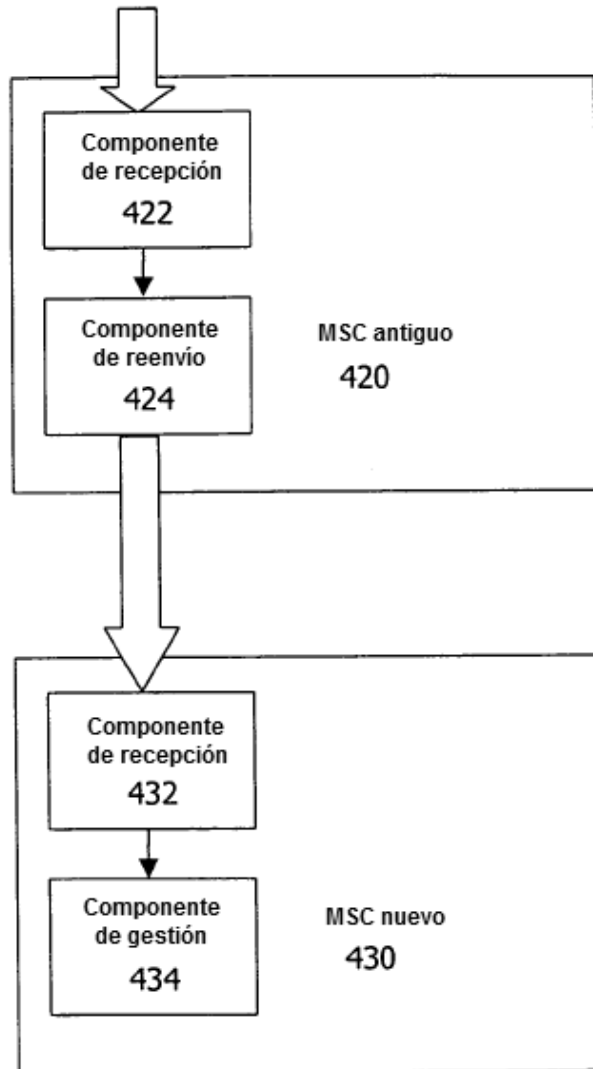 Componente
de recepción
422
Componente
de reenvío
424
MSC antiguo
420
Componente
de recepción
432
Componente
de gestión
434
MSC nuevo
430